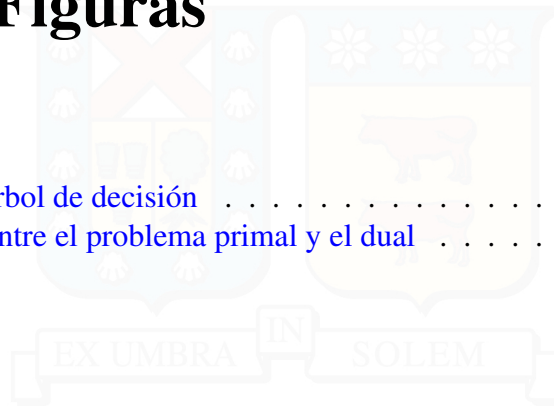 Figuras
rbol de decisión . . . . . . . . . . . . . .
ntre el problema primal y el dual . . . . .
EX UMBRA IN SOLEM